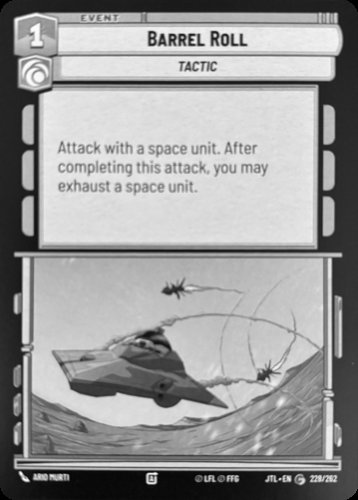 EVENT
1
BARREL ROLL
TACTIC
Attack with a space unit. After
completing this attack, you may
exhaust a space unit.
ARIO MURTI
LFL FFG
JTL•EN
228/262